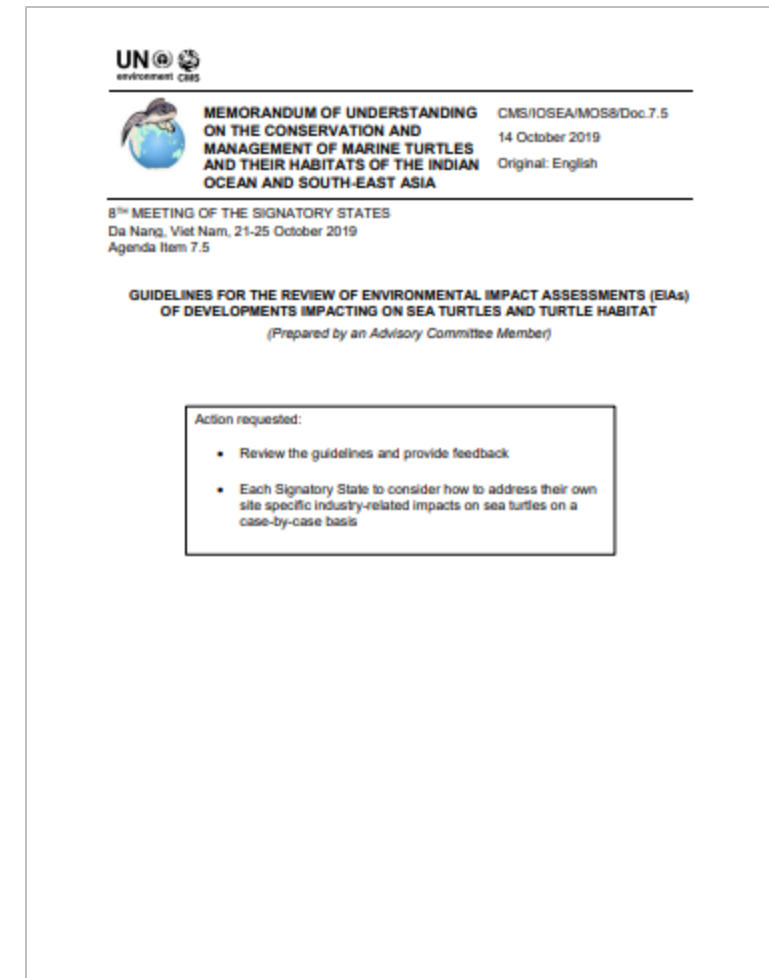 UN
environment CMS
MEMORANDUM OF UNDERSTANDING
ON THE CONSERVATION AND
MANAGEMENT OF MARINE TURTLES
AND THEIR HABITATS OF THE INDIAN
OCEAN AND SOUTH-EAST ASIA
CMS/IOSEA/MOS8/Doc.7.5
14 October 2019
Original: English
8TH MEETING OF THE SIGNATORY STATES
Da Nang, Viet Nam, 21-25 October 2019
Agenda Item 7.5
GUIDELINES FOR THE REVIEW OF ENVIRONMENTAL IMPACT ASSESSMENTS (EIAs)
OF DEVELOPMENTS IMPACTING ON SEA TURTLES AND TURTLE HABITAT
(Prepared by an Advisory Committee Member)
Action requested:
• Review the guidelines and provide feedback
• Each Signatory State to consider how to address their own
site specific industry-related impacts on sea turtles on a
case-by-case basis